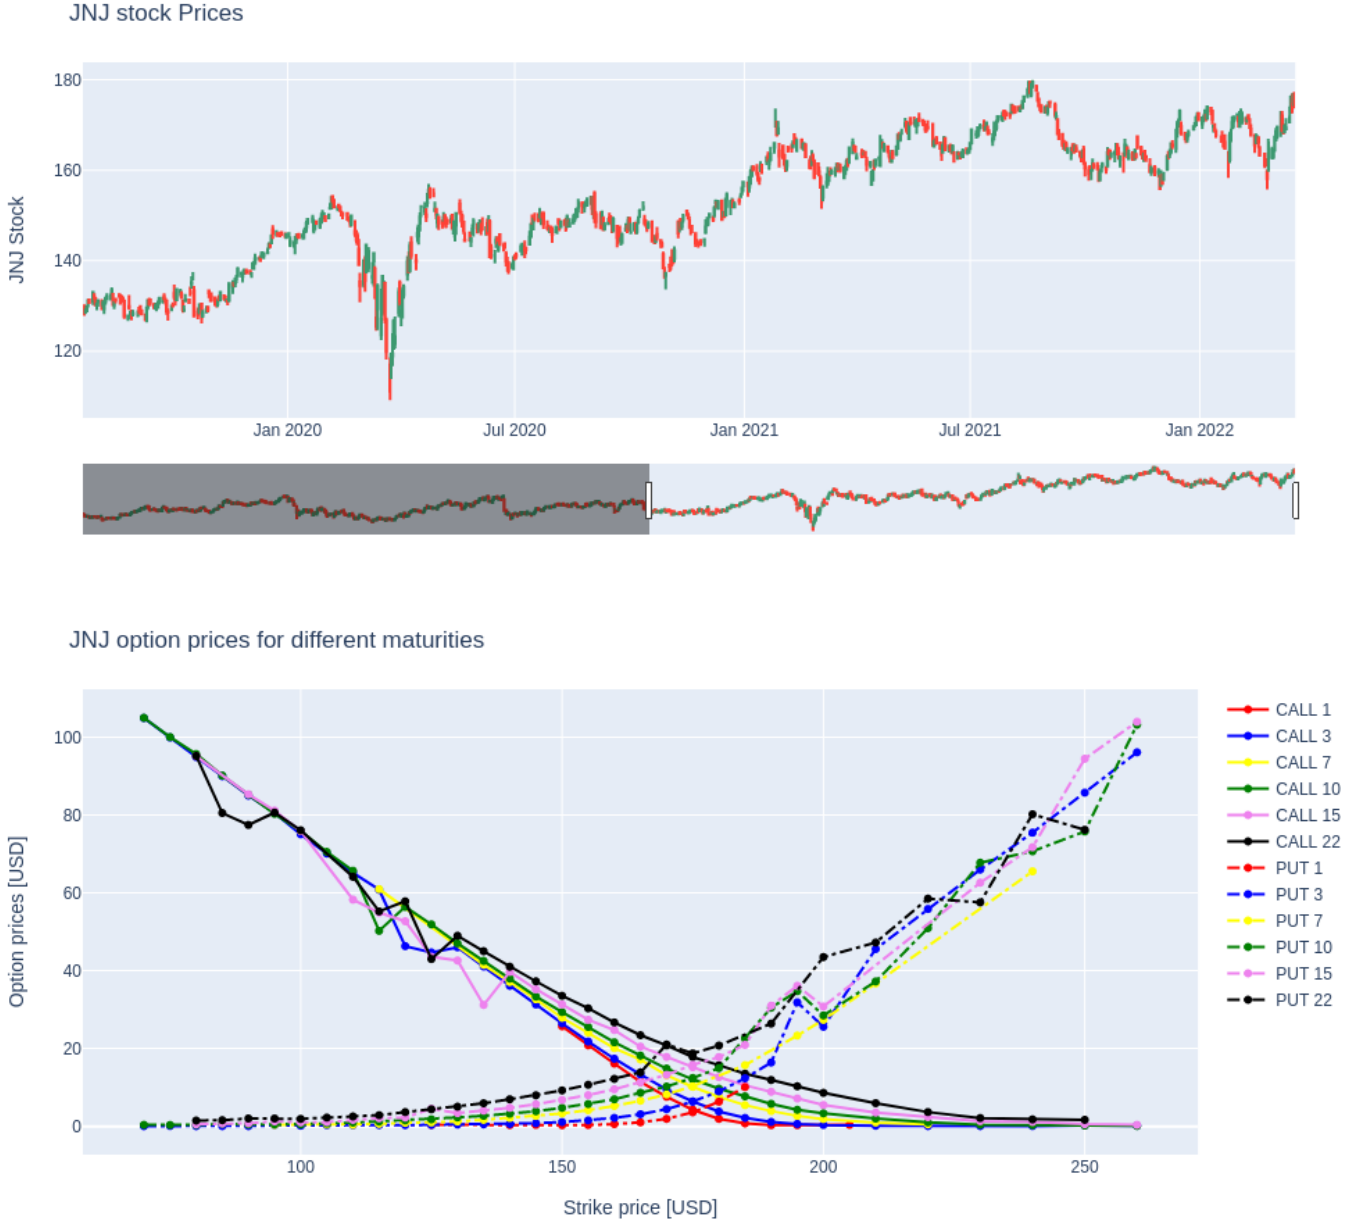 JNJ stock Prices
180
160
140
120
JNJ Stock
Jan 2020
Jul 2020
Jan 2021
Jul 2021
Jan 2022
JNJ option prices for different maturities
100
80
60
40
20
0
Option prices [USD]
100
150
200
250
Strike price [USD]
CALL 1
CALL 3
CALL 7
CALL 10
CALL 15
CALL 22
PUT 1
PUT 3
PUT 7
PUT 10
PUT 15
PUT 22